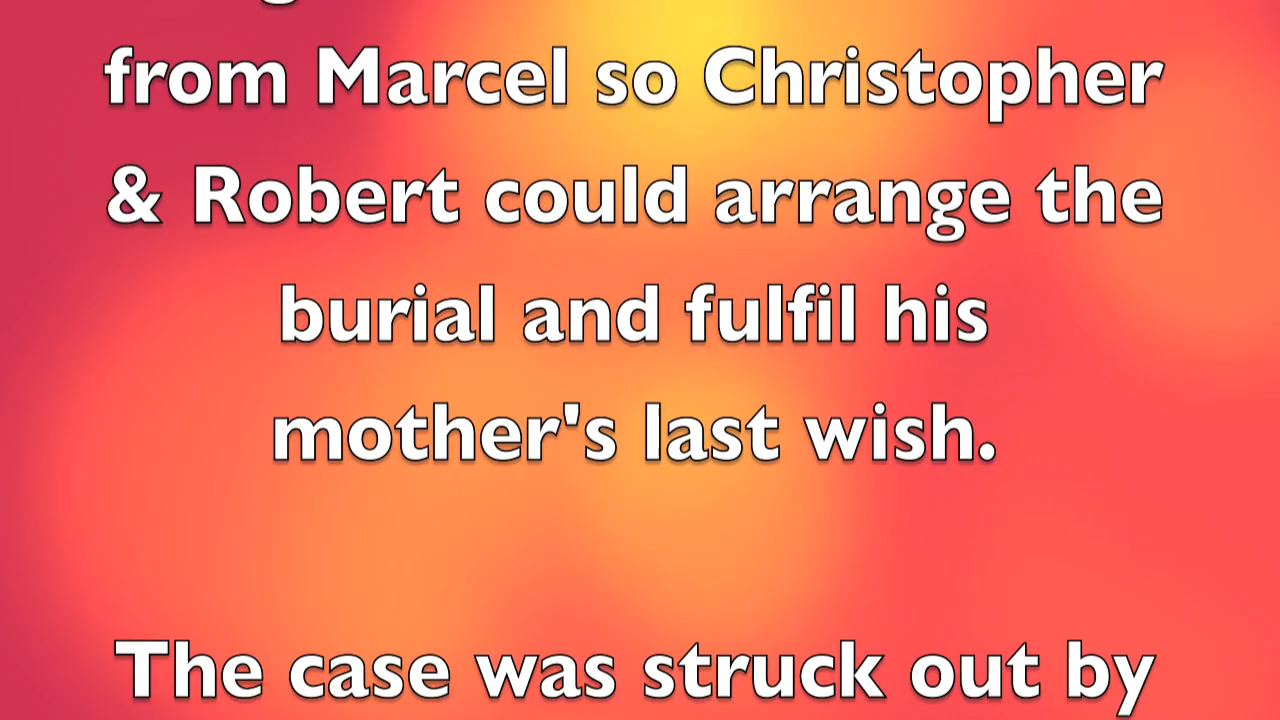 from Marcel so Christopher
& Robert could arrange the
burial and fulfil his
mother's last wish.
The case was struck out by